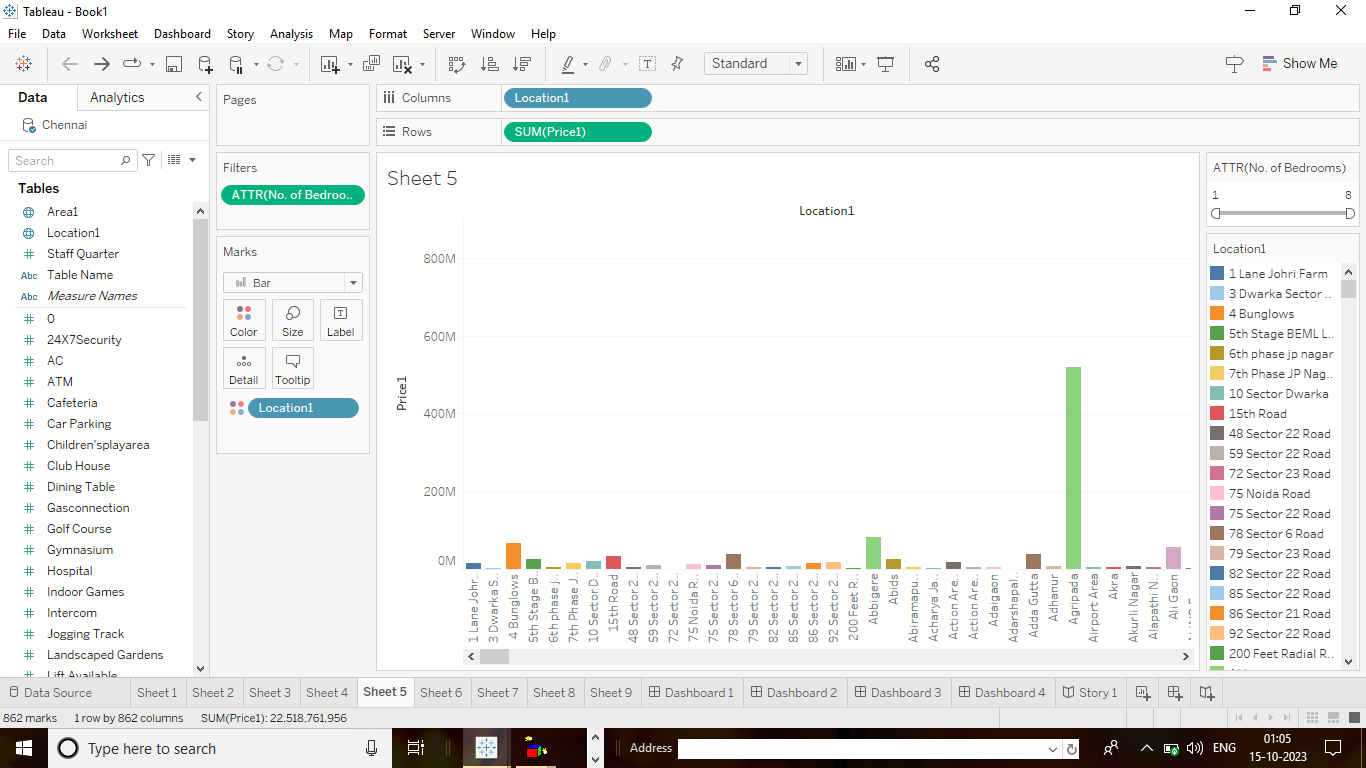 Tableau - Book1
File Data Worksheet Dashboard Story Analysis Map Format Server Window Help
Standard
Show Me
Data Analytics
Chennai
Search
Tables
Area1
Location1
Staff Quarter
Abc Table Name
Abc Measure Names
0
24X7Security
AC
ATM
Cafeteria
Car Parking
Children'splayarea
Club House
Dining Table
Gasconnection
Golf Course
Gymnasium
Hospital
Indoor Games
Intercom
Jogging Track
Landscaped Gardens
Lift Available
Pages
Filters
ATTR(No. of Bedroo..
Marks
Bar
Color Size Label
Detail Tooltip
Location1
Columns Location1
Rows SUM(Price1)
Sheet 5
Location1
Price1
800M
600M
400M
200M
0M
1 Lane Johr..
3 Dwarka S..
4 Bunglows
5th Stage B..
6th phase j..
7th Phase J..
10 Sector D..
15th Road
48 Sector 2..
59 Sector 2..
72 Sector 2..
75 Noida R..
75 Sector 2..
78 Sector 6..
79 Sector 2..
82 Sector 2..
85 Sector 2..
86 Sector 2..
92 Sector 2..
200 Feet R..
Abbigere
Abids
Abiramapu..
Acharya Ja..
Action Are..
Action Are..
Adaigaon
Adarshapal..
Adda Gutta
Adhanur
Agripada
Airport Area
Akra
Akurli Nagar
Alapathi N..
Ali Gaon
ATTR(No. of Bedrooms)
1 8
Location1
1 Lane Johri Farm
3 Dwarka Sector ..
4 Bunglows
5th Stage BEML L..
6th phase jp nagar
7th Phase JP Nag..
10 Sector Dwarka
15th Road
48 Sector 22 Road
59 Sector 22 Road
72 Sector 23 Road
75 Noida Road
75 Sector 22 Road
78 Sector 6 Road
79 Sector 23 Road
82 Sector 22 Road
85 Sector 22 Road
86 Sector 21 Road
92 Sector 22 Road
200 Feet Radial R..
Data Source Sheet 1 Sheet 2 Sheet 3 Sheet 4 Sheet 5 Sheet 6 Sheet 7 Sheet 8 Sheet 9 Dashboard 1 Dashboard 2 Dashboard 3 Dashboard 4 Story 1
862 marks 1 row by 862 columns SUM(Price1): 22,518,761,956
Type here to search
Address
ENG
01:05
15-10-2023